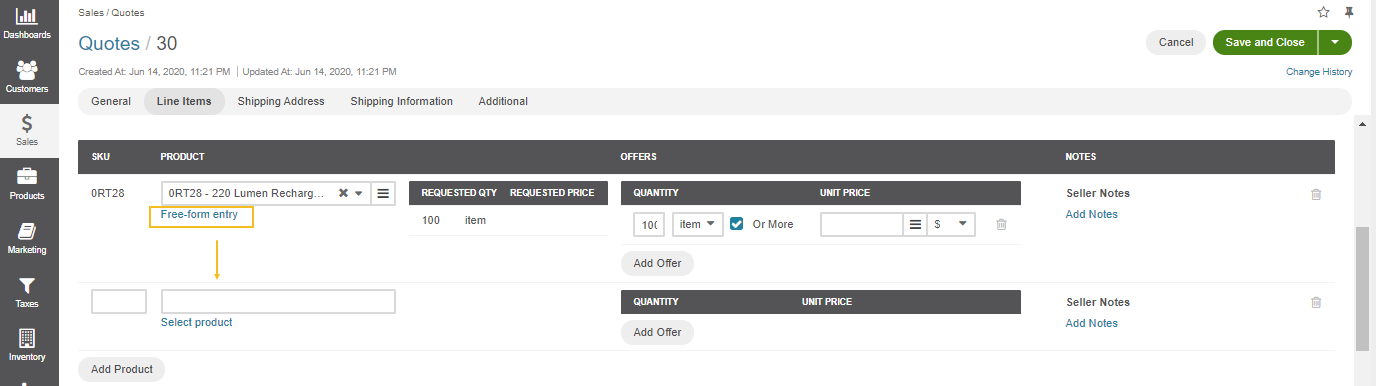 Dashboards
Customers
$
Sales
Products
Marketing
Taxes
Inventory
Sales / Quotes
Quotes / 30
Cancel
Save and Close
Created At: Jun 14, 2020, 11:21 PM | Updated At: Jun 14, 2020, 11:21 PM
Change History
General Line Items Shipping Address Shipping Information Additional
SKU PRODUCT OFFERS NOTES
0RT28
0RT28 - 220 Lumen Recharg...
Free-form entry
REQUESTED QTY REQUESTED PRICE
100 item
QUANTITY UNIT PRICE
100 item Or More $
Add Offer
Seller Notes
Add Notes
Select product
QUANTITY UNIT PRICE
Add Offer
Seller Notes
Add Notes
Add Product